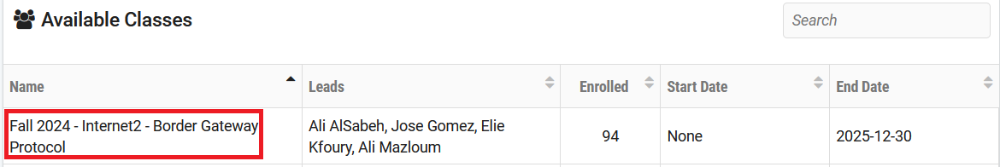 Available Classes
Search
Name
Leads
Enrolled
Start Date
End Date
Fall 2024 - Internet2 - Border Gateway
Protocol
Ali AlSabeh, Jose Gomez, Elie
Kfoury, Ali Mazloum
94
None
2025-12-30